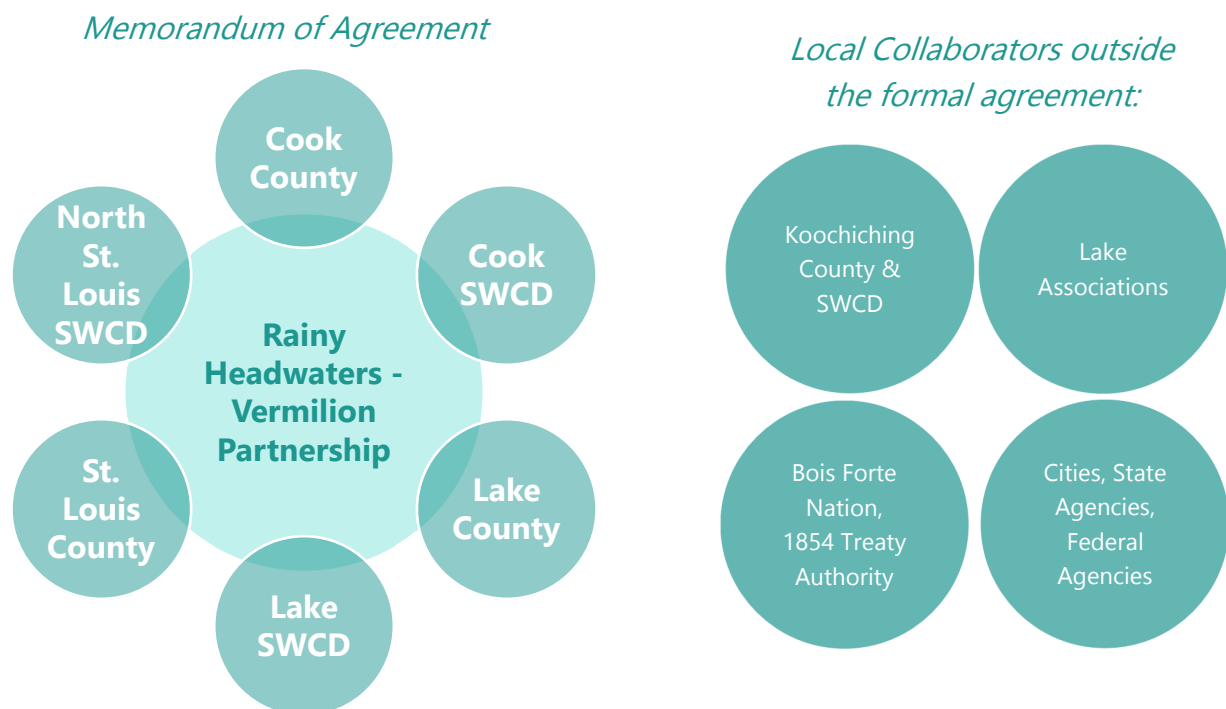 Memorandum of Agreement
Cook
County
Cook
SWCD
Lake
County
Lake
SWCD
St.
Louis
County
North
St.
Louis
SWCD
Rainy
Headwaters -
Vermilion
Partnership
Local Collaborators outside
the formal agreement:
Koochiching
County &
SWCD
Lake
Associations
Bois Forte
Nation,
1854 Treaty
Authority
Cities, State
Agencies,
Federal
Agencies